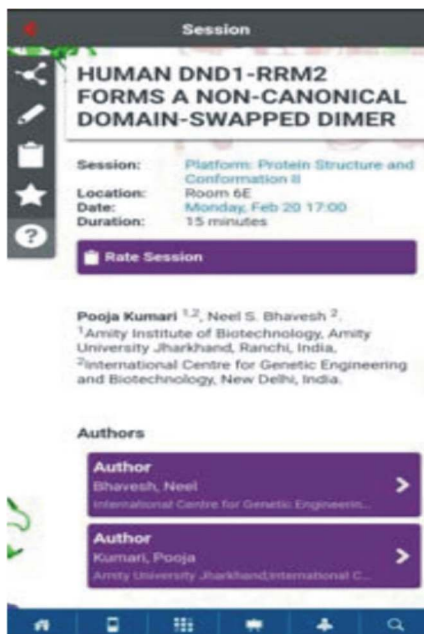 Session
HUMAN DND1-RRM2
FORMS A NON-CANONICAL
DOMAIN-SWAPPED DIMER
Session: Platform: Protein Structure and
Conformation II
Location: Room 6E
Date: Monday, Feb 20 17:00
Duration: 15 minutes
Rate Session
Pooja Kumari 1,2, Neel S. Bhavesh 2.
1Amity Institute of Biotechnology, Amity
University Jharkhand, Ranchi, India,
2International Centre for Genetic Engineering
and Biotechnology, New Delhi, India.
Authors
Author
Bhavesh, Neel
International Centre for Genetic Engineerin...
Author
Kumari, Pooja
Amity University Jharkhand;International C...